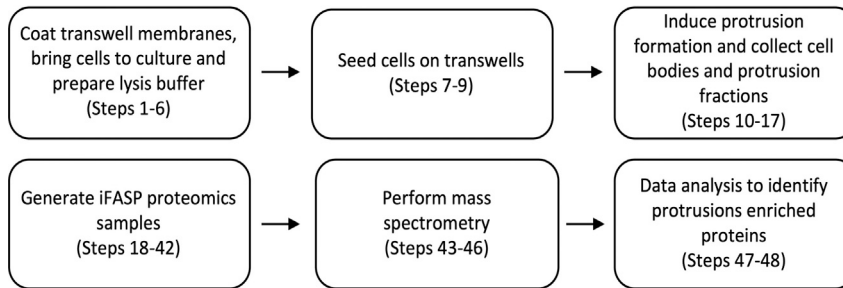 Coat transwell membranes,
bring cells to culture and
prepare lysis buffer
(Steps 1-6)
Seed cells on transwells
(Steps 7-9)
Induce protrusion
formation and collect cell
bodies and protrusion
fractions
(Steps 10-17)
Generate iFASP proteomics
samples
(Steps 18-42)
Perform mass
spectrometry
(Steps 43-46)
Data analysis to identify
protrusions enriched
proteins
(Steps 47-48)